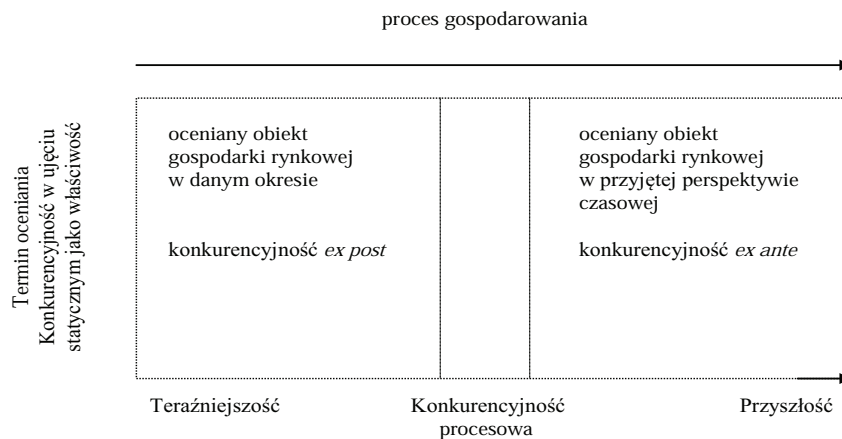 proces gospodarowania
Termin oceniania
Konkurencyjność w ujęciu
statycznym jako właściwość
oceniany obiekt
gospodarki rynkowej
w danym okresie
konkurencyjność ex post
oceniany obiekt
gospodarki rynkowej
w przyjętej perspektywie
czasowej
konkurencyjność ex ante
Teraźniejszość
Konkurencyjność
procesowa
Przyszłość